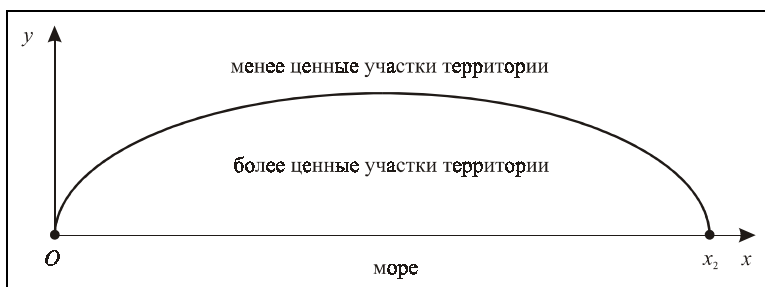 y
менее ценные участки территории
более ценные участки территории
O x₂ x
море